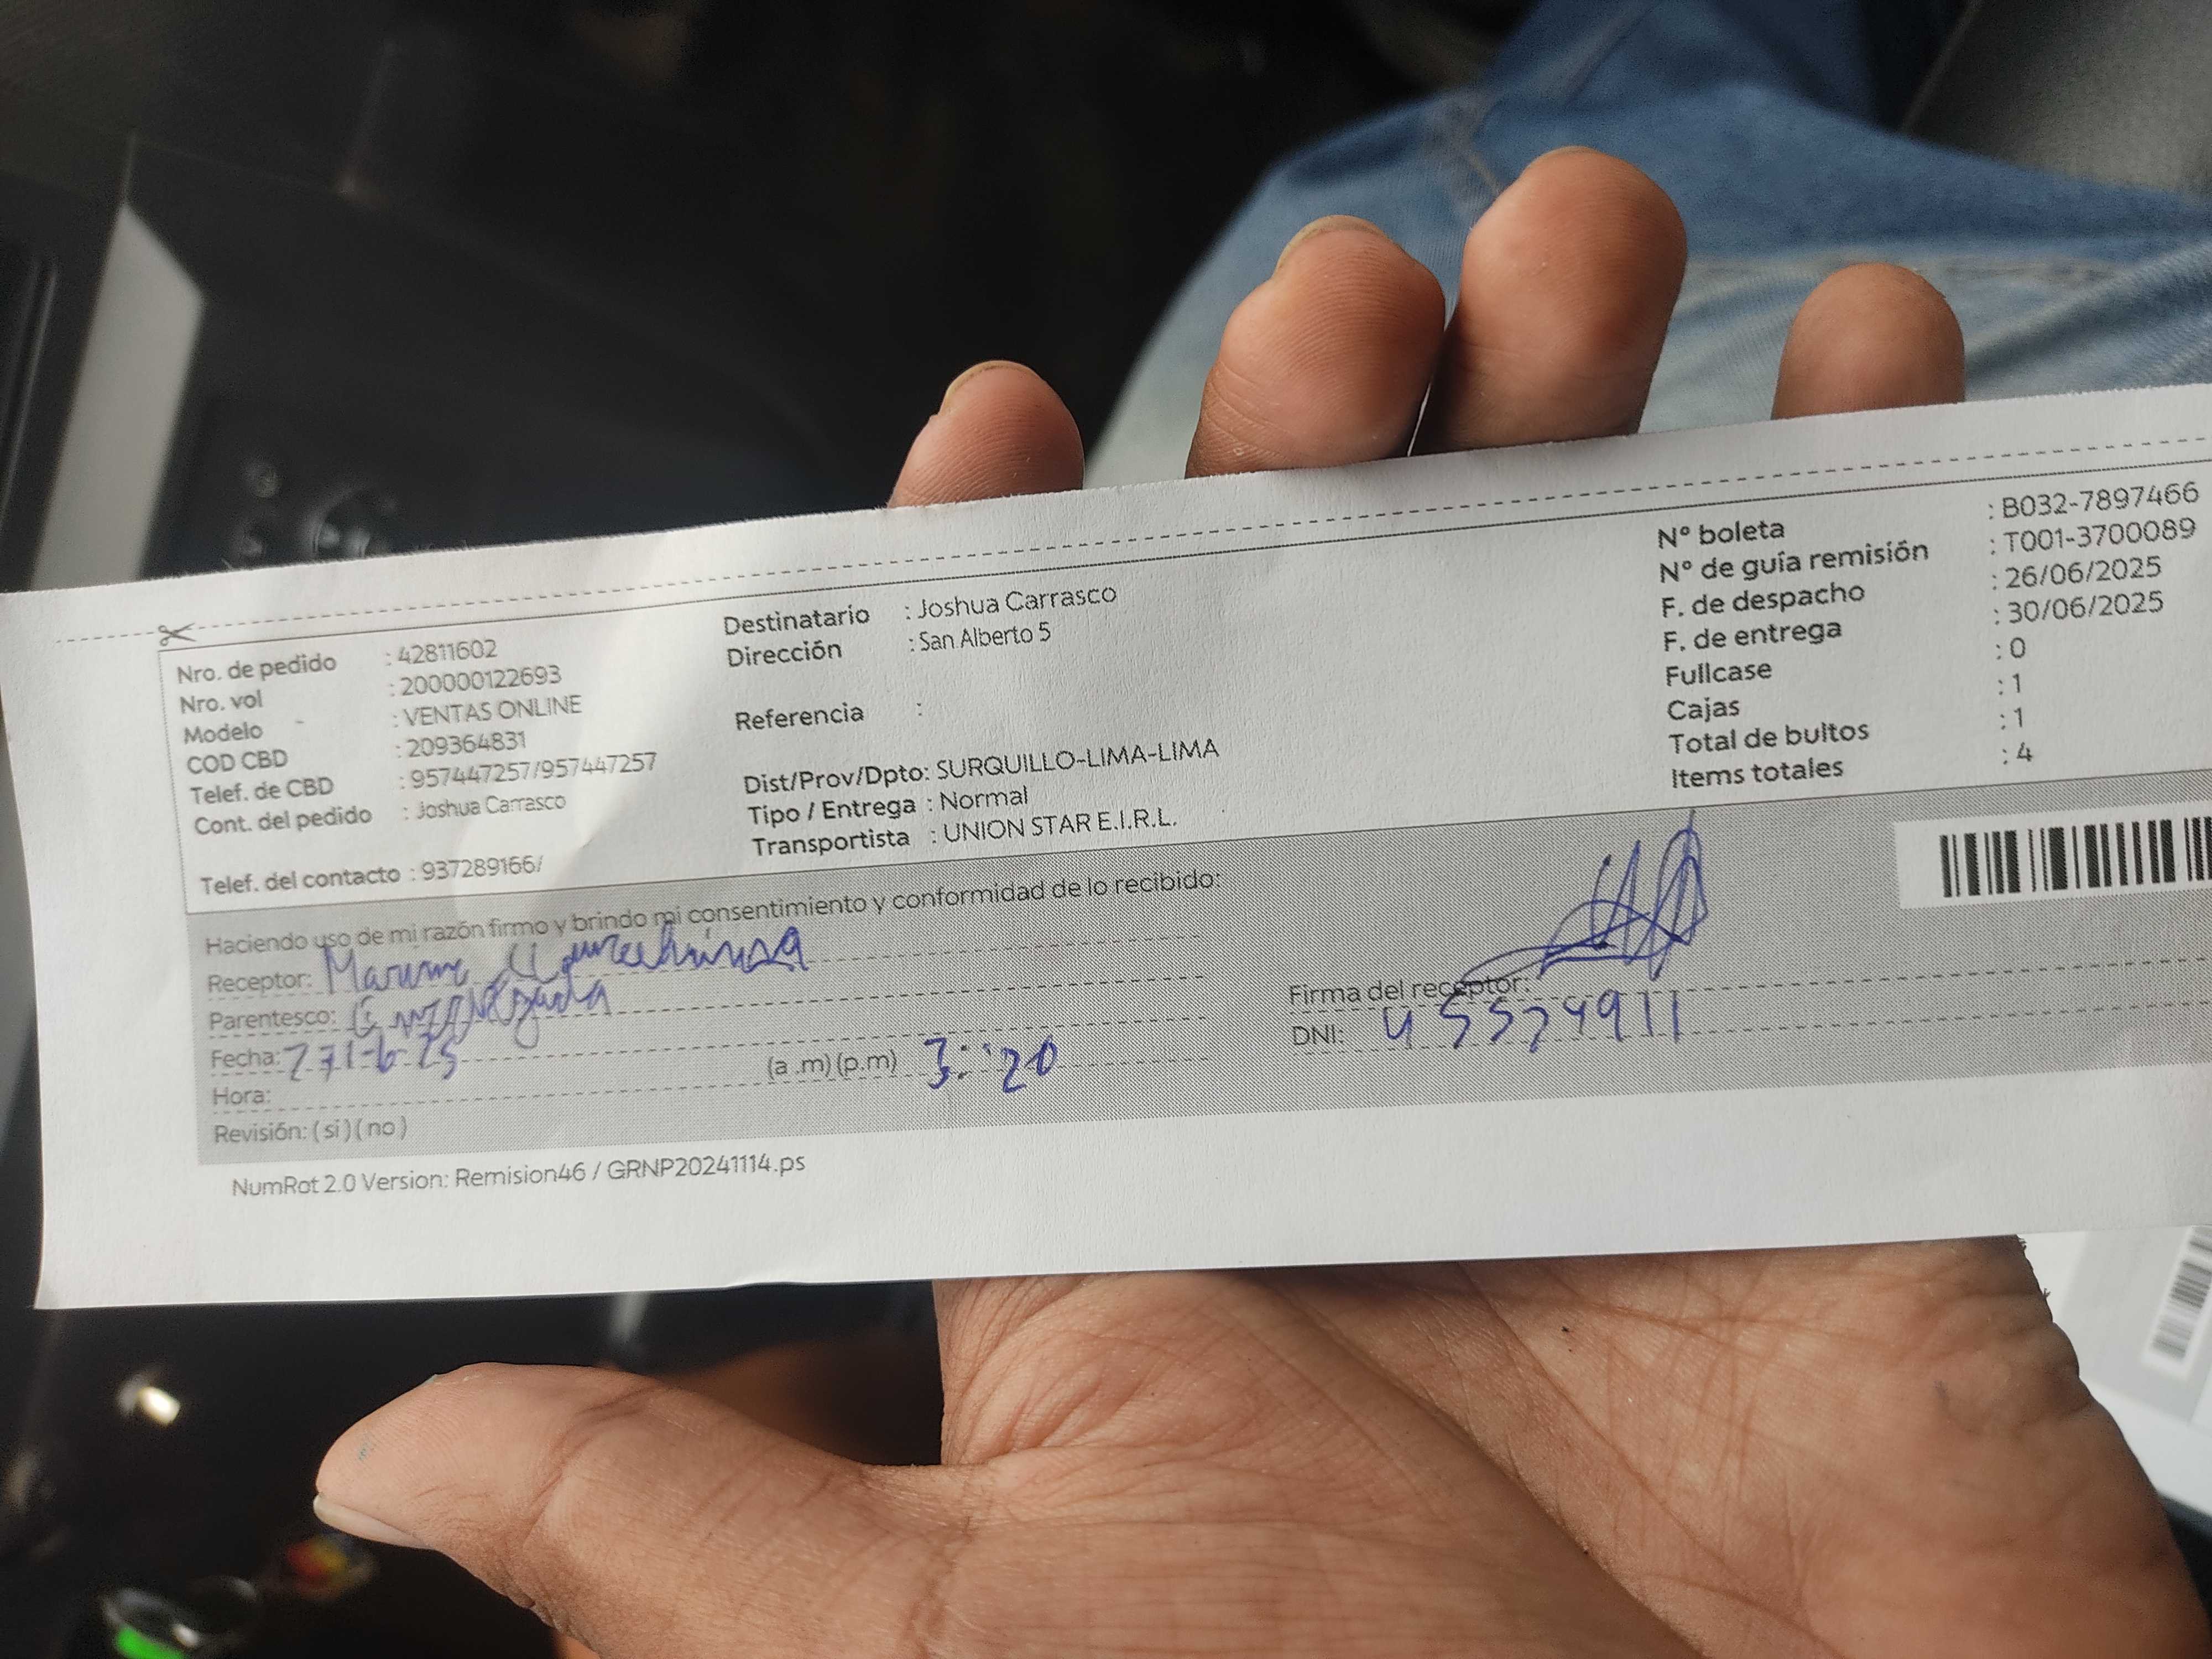 Nro. de pedido : 42811602
Nro. vol : 200000122693
Modelo : VENTAS ONLINE
COD CBD : 209364831
Telef. de CBD : 957447257/957447257
Cont. del pedido : Joshua Carrasco
Telef. del contacto : 937289166/
Destinatario : Joshua Carrasco
Dirección : San Alberto 5
Referencia :
Dist/Prov/Dpto: SURQUILLO-LIMA-LIMA
Tipo / Entrega : Normal
Transportista : UNION STAR E.I.R.L.
N° boleta : B032-7897466
N° de guía remisión : T001-3700089
F. de despacho : 26/06/2025
F. de entrega : 30/06/2025
Fullcase : 0
Cajas : 1
Total de bultos : 1
Items totales : 4
Haciendo uso de mi razón firmo y brindo mi consentimiento y conformidad de lo recibido:
Receptor:
Parentesco:
Fecha:
Hora: (a .m) (p.m) 3:20
Revisión: ( si ) ( no )
Firma del receptor:
DNI:
NumRot 2.0 Version: Remision46 / GRNP20241114.ps